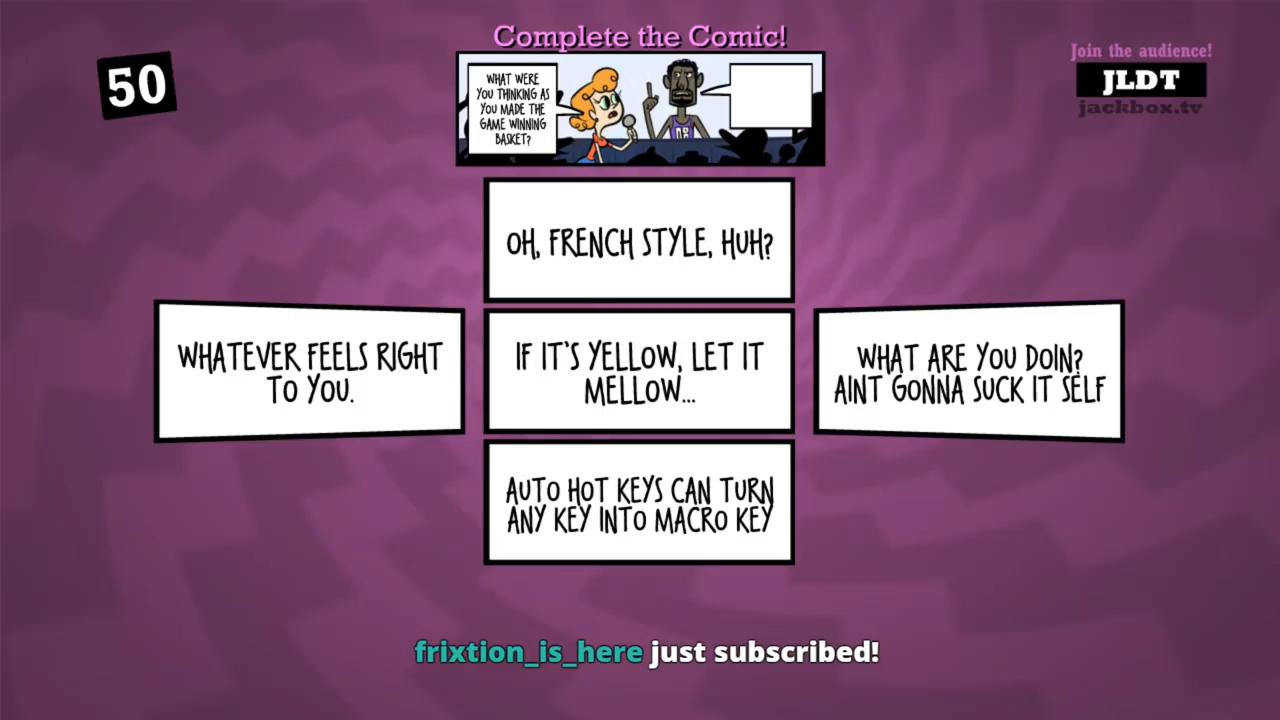 Complete the Comic!
50
WHAT WERE
YOU THINKING AS
YOU MADE THE
GAME WINNING
BASKET?
Join the audience!
JLDT
jackbox.tv
OH, FRENCH STYLE, HUH?
WHATEVER FEELS RIGHT
TO YOU.
IF IT'S YELLOW, LET IT
MELLOW...
WHAT ARE YOU DOIN?
AINT GONNA SUCK IT SELF
AUTO HOT KEYS CAN TURN
ANY KEY INTO MACRO KEY
frixtion_is_here just subscribed!